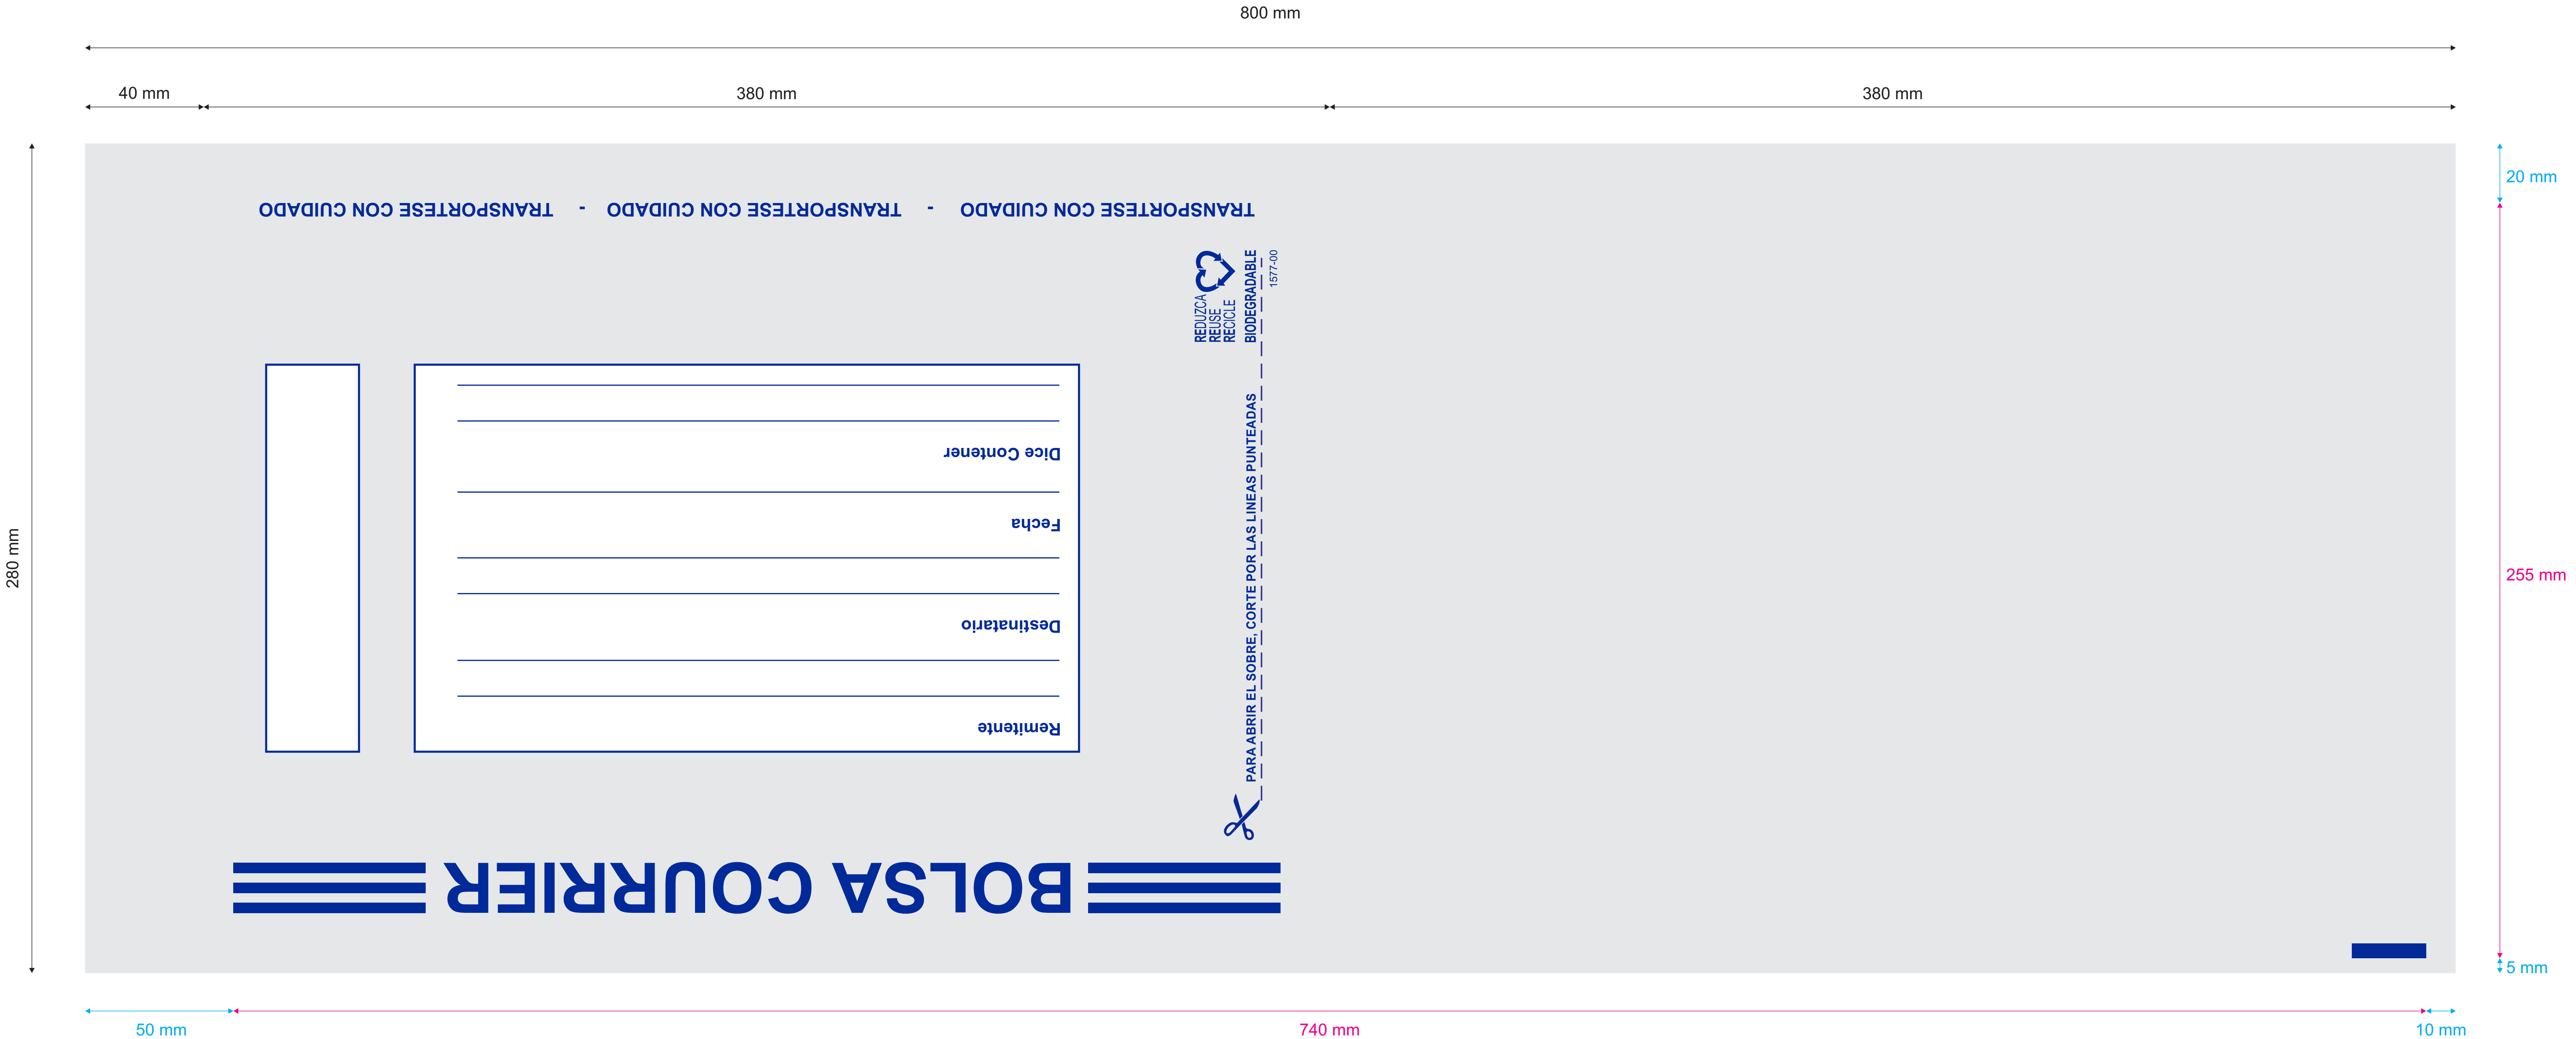 800 mm
40 mm
380 mm
380 mm
20 mm
255 mm
5 mm
280 mm
50 mm
740 mm
10 mm
BOLSA COURRIER
Remitente
Destinatario
Fecha
Dice Contener
TRANSPORTESE CON CUIDADO - TRANSPORTESE CON CUIDADO - TRANSPORTESE CON CUIDADO
REDUZCA
REUSE
RECICLE
BIODEGRADABLE
1577-00
PARA ABRIR EL SOBRE, CORTE POR LAS LINEAS PUNTEADAS